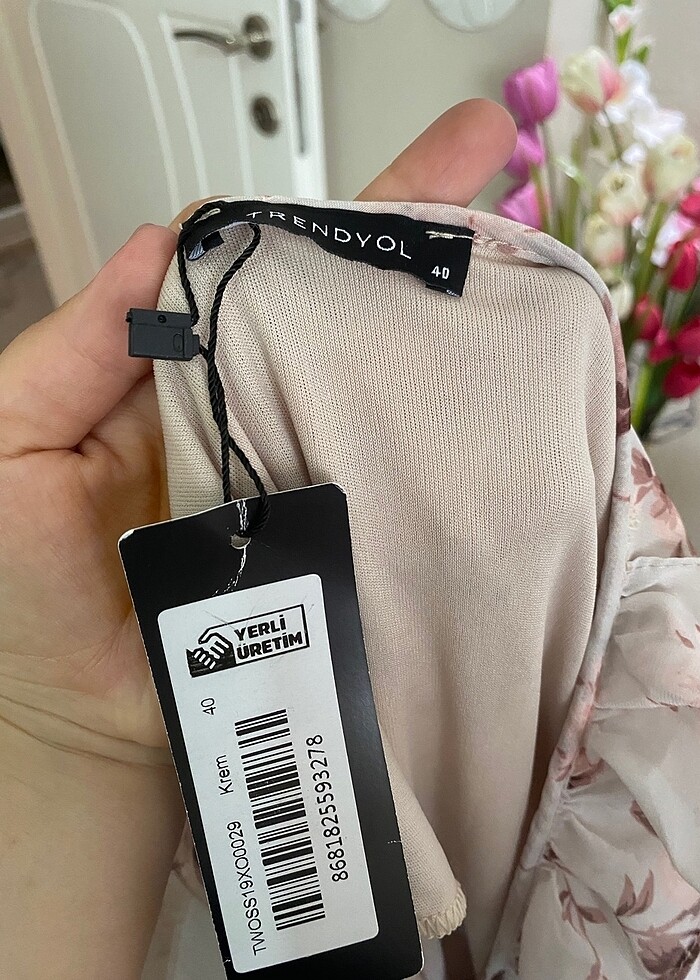 TRENDYOL
40
YERLİ
ÜRETİM
TWOSS19XO0029 Krem 40
8681825593278